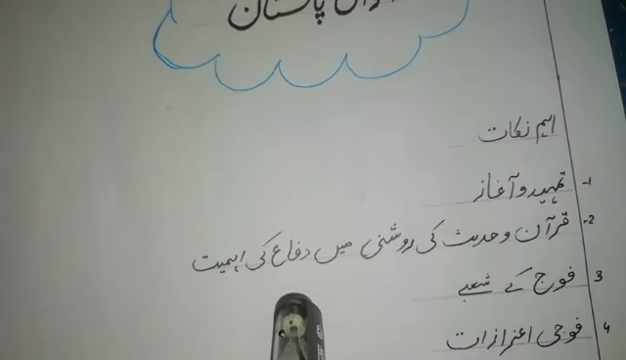 پاکستان
اہم نکات
1- تمہید و آغاز
2- قرآن و حدیث کی روشنی میں دفاع کی اہمیت
3 فوج کے شعبے
4 فوجی اعزازات